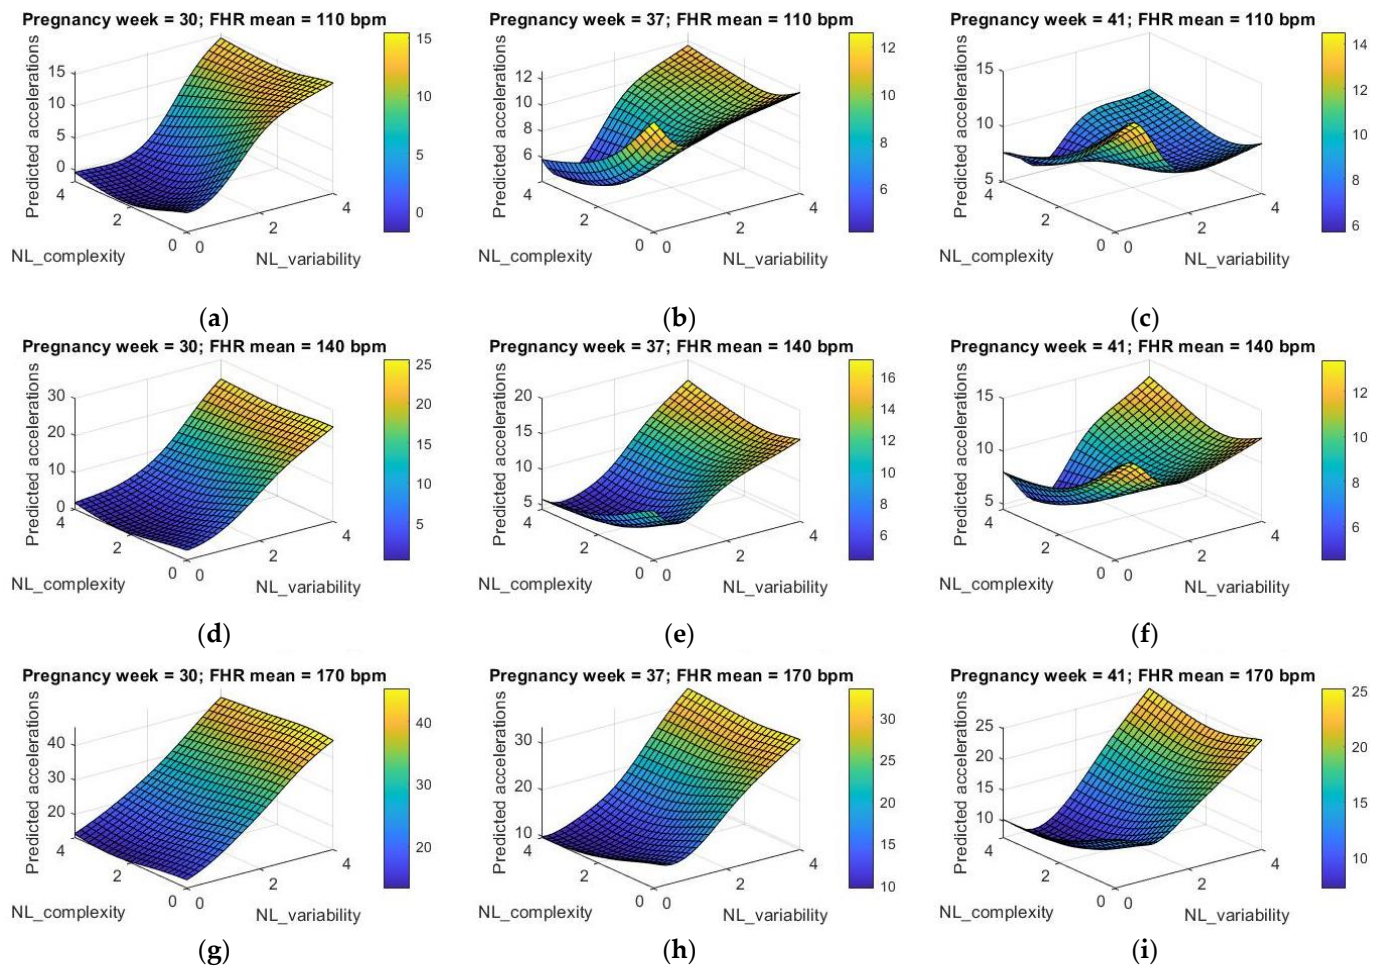 Pregnancy week = 30; FHR mean = 110 bpm
Predicted accelerations
15
10
5
0
4
2
0
0
2
4
NL_complexity
NL_variability
15
10
5
0
(a)
Pregnancy week = 37; FHR mean = 110 bpm
Predicted accelerations
12
10
8
6
4
2
0
0
2
4
NL_complexity
NL_variability
12
10
8
6
(b)
Pregnancy week = 41; FHR mean = 110 bpm
Predicted accelerations
15
10
5
4
2
0
0
2
4
NL_complexity
NL_variability
14
12
10
8
6
(c)
Pregnancy week = 30; FHR mean = 140 bpm
Predicted accelerations
30
20
10
0
4
2
0
0
2
4
NL_complexity
NL_variability
25
20
15
10
5
(d)
Pregnancy week = 37; FHR mean = 140 bpm
Predicted accelerations
20
15
10
5
4
2
0
0
2
4
NL_complexity
NL_variability
16
14
12
10
8
6
(e)
Pregnancy week = 41; FHR mean = 140 bpm
Predicted accelerations
15
10
5
4
2
0
0
2
4
NL_complexity
NL_variability
12
10
8
6
(f)
Pregnancy week = 30; FHR mean = 170 bpm
Predicted accelerations
40
30
20
4
2
0
0
2
4
NL_complexity
NL_variability
40
30
20
(g)
Pregnancy week = 37; FHR mean = 170 bpm
Predicted accelerations
30
20
10
4
2
0
0
2
4
NL_complexity
NL_variability
30
25
20
15
10
(h)
Pregnancy week = 41; FHR mean = 170 bpm
Predicted accelerations
25
20
15
10
4
2
0
0
2
4
NL_complexity
NL_variability
25
20
15
10
(i)